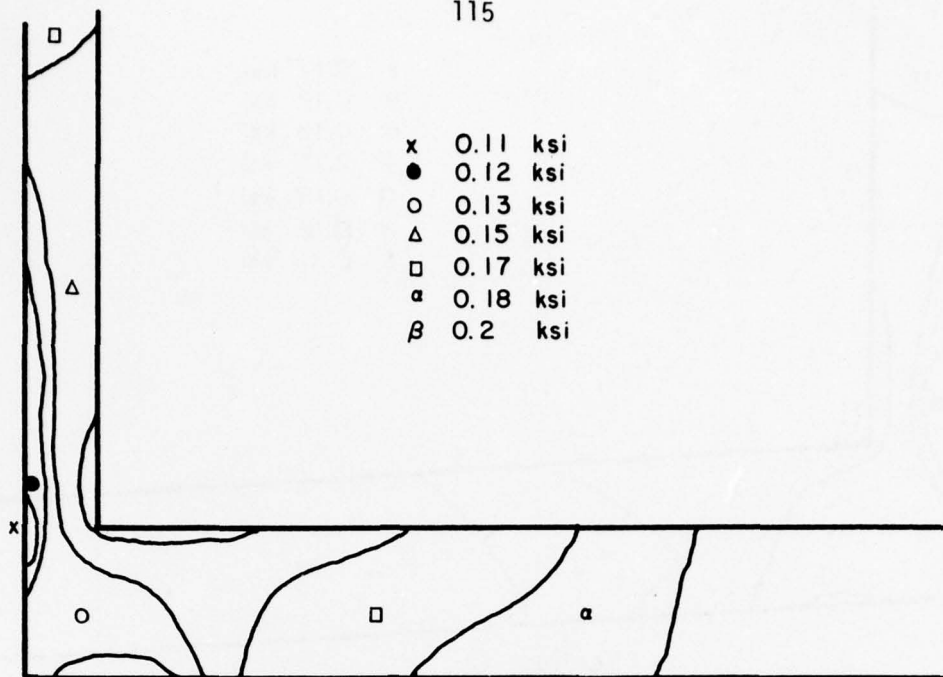 115
x 0.11 ksi
● 0.12 ksi
○ 0.13 ksi
△ 0.15 ksi
□ 0.17 ksi
α 0.18 ksi
β 0.2 ksi
□
△
●
x
○ □ α